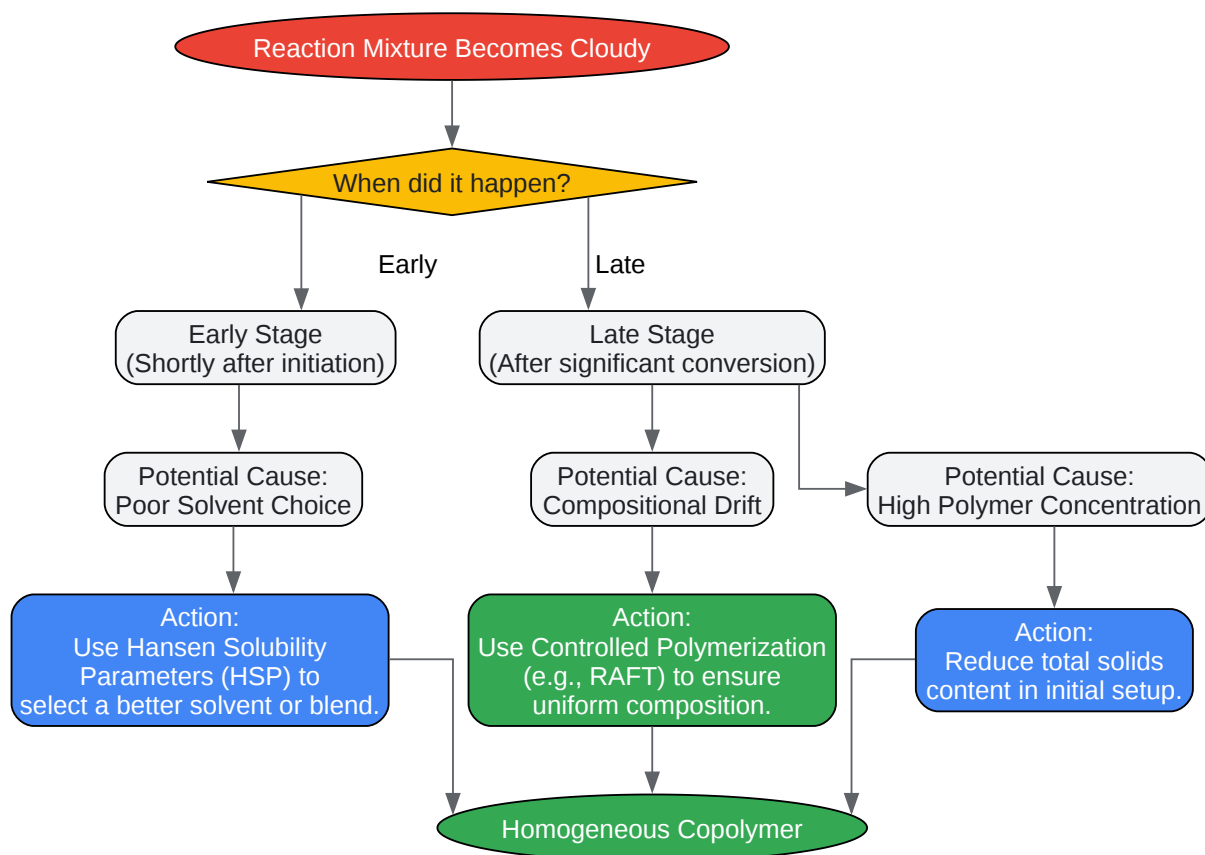 Reaction Mixture Becomes Cloudy
When did it happen?
Early
Late
Early Stage
(Shortly after initiation)
Late Stage
(After significant conversion)
Potential Cause:
Poor Solvent Choice
Potential Cause:
Compositional Drift
Potential Cause:
High Polymer Concentration
Action:
Use Hansen Solubility
Parameters (HSP) to
select a better solvent or blend.
Action:
Use Controlled Polymerization
(e.g., RAFT) to ensure
uniform composition.
Action:
Reduce total solids
content in initial setup.
Homogeneous Copolymer